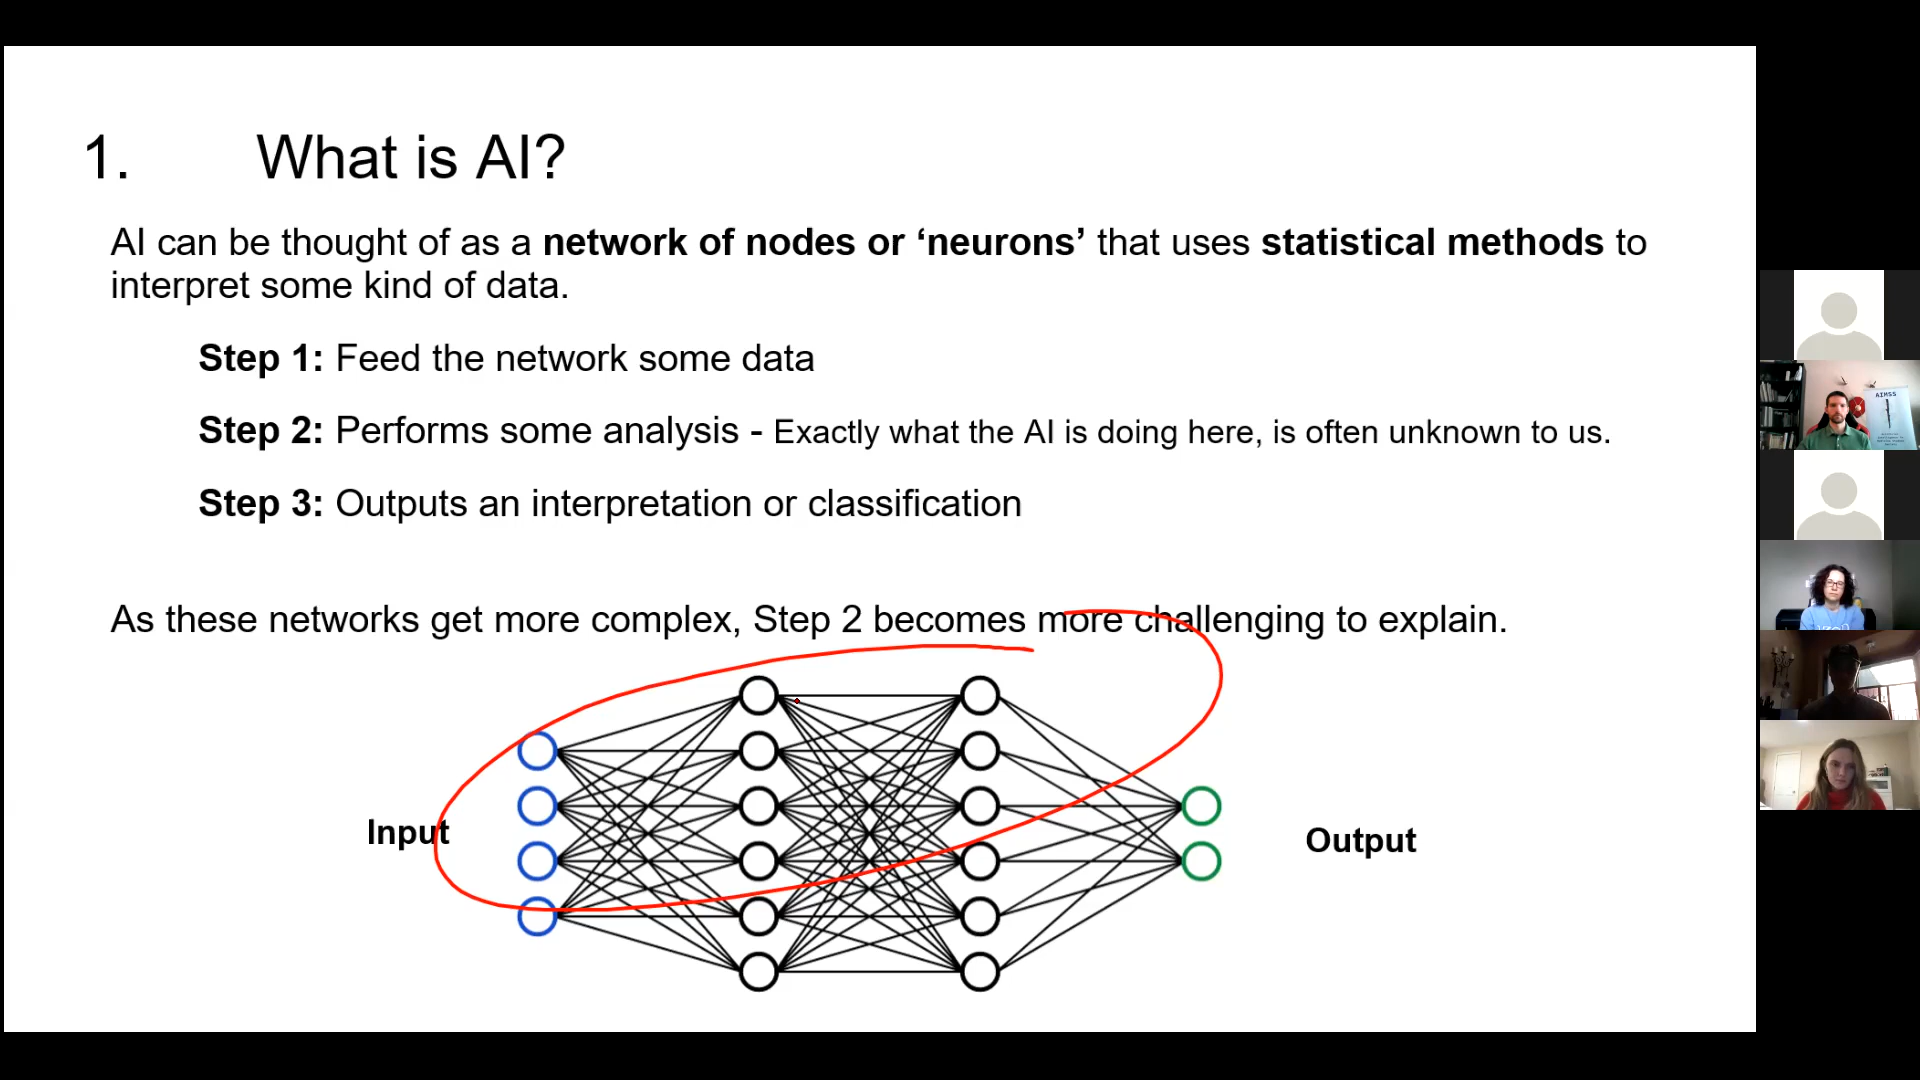 1. What is AI?
AI can be thought of as a network of nodes or ‘neurons’ that uses statistical methods to
interpret some kind of data.
Step 1: Feed the network some data
Step 2: Performs some analysis - Exactly what the AI is doing here, is often unknown to us.
Step 3: Outputs an interpretation or classification
As these networks get more complex, Step 2 becomes more challenging to explain.
Input
Output
AIMSS